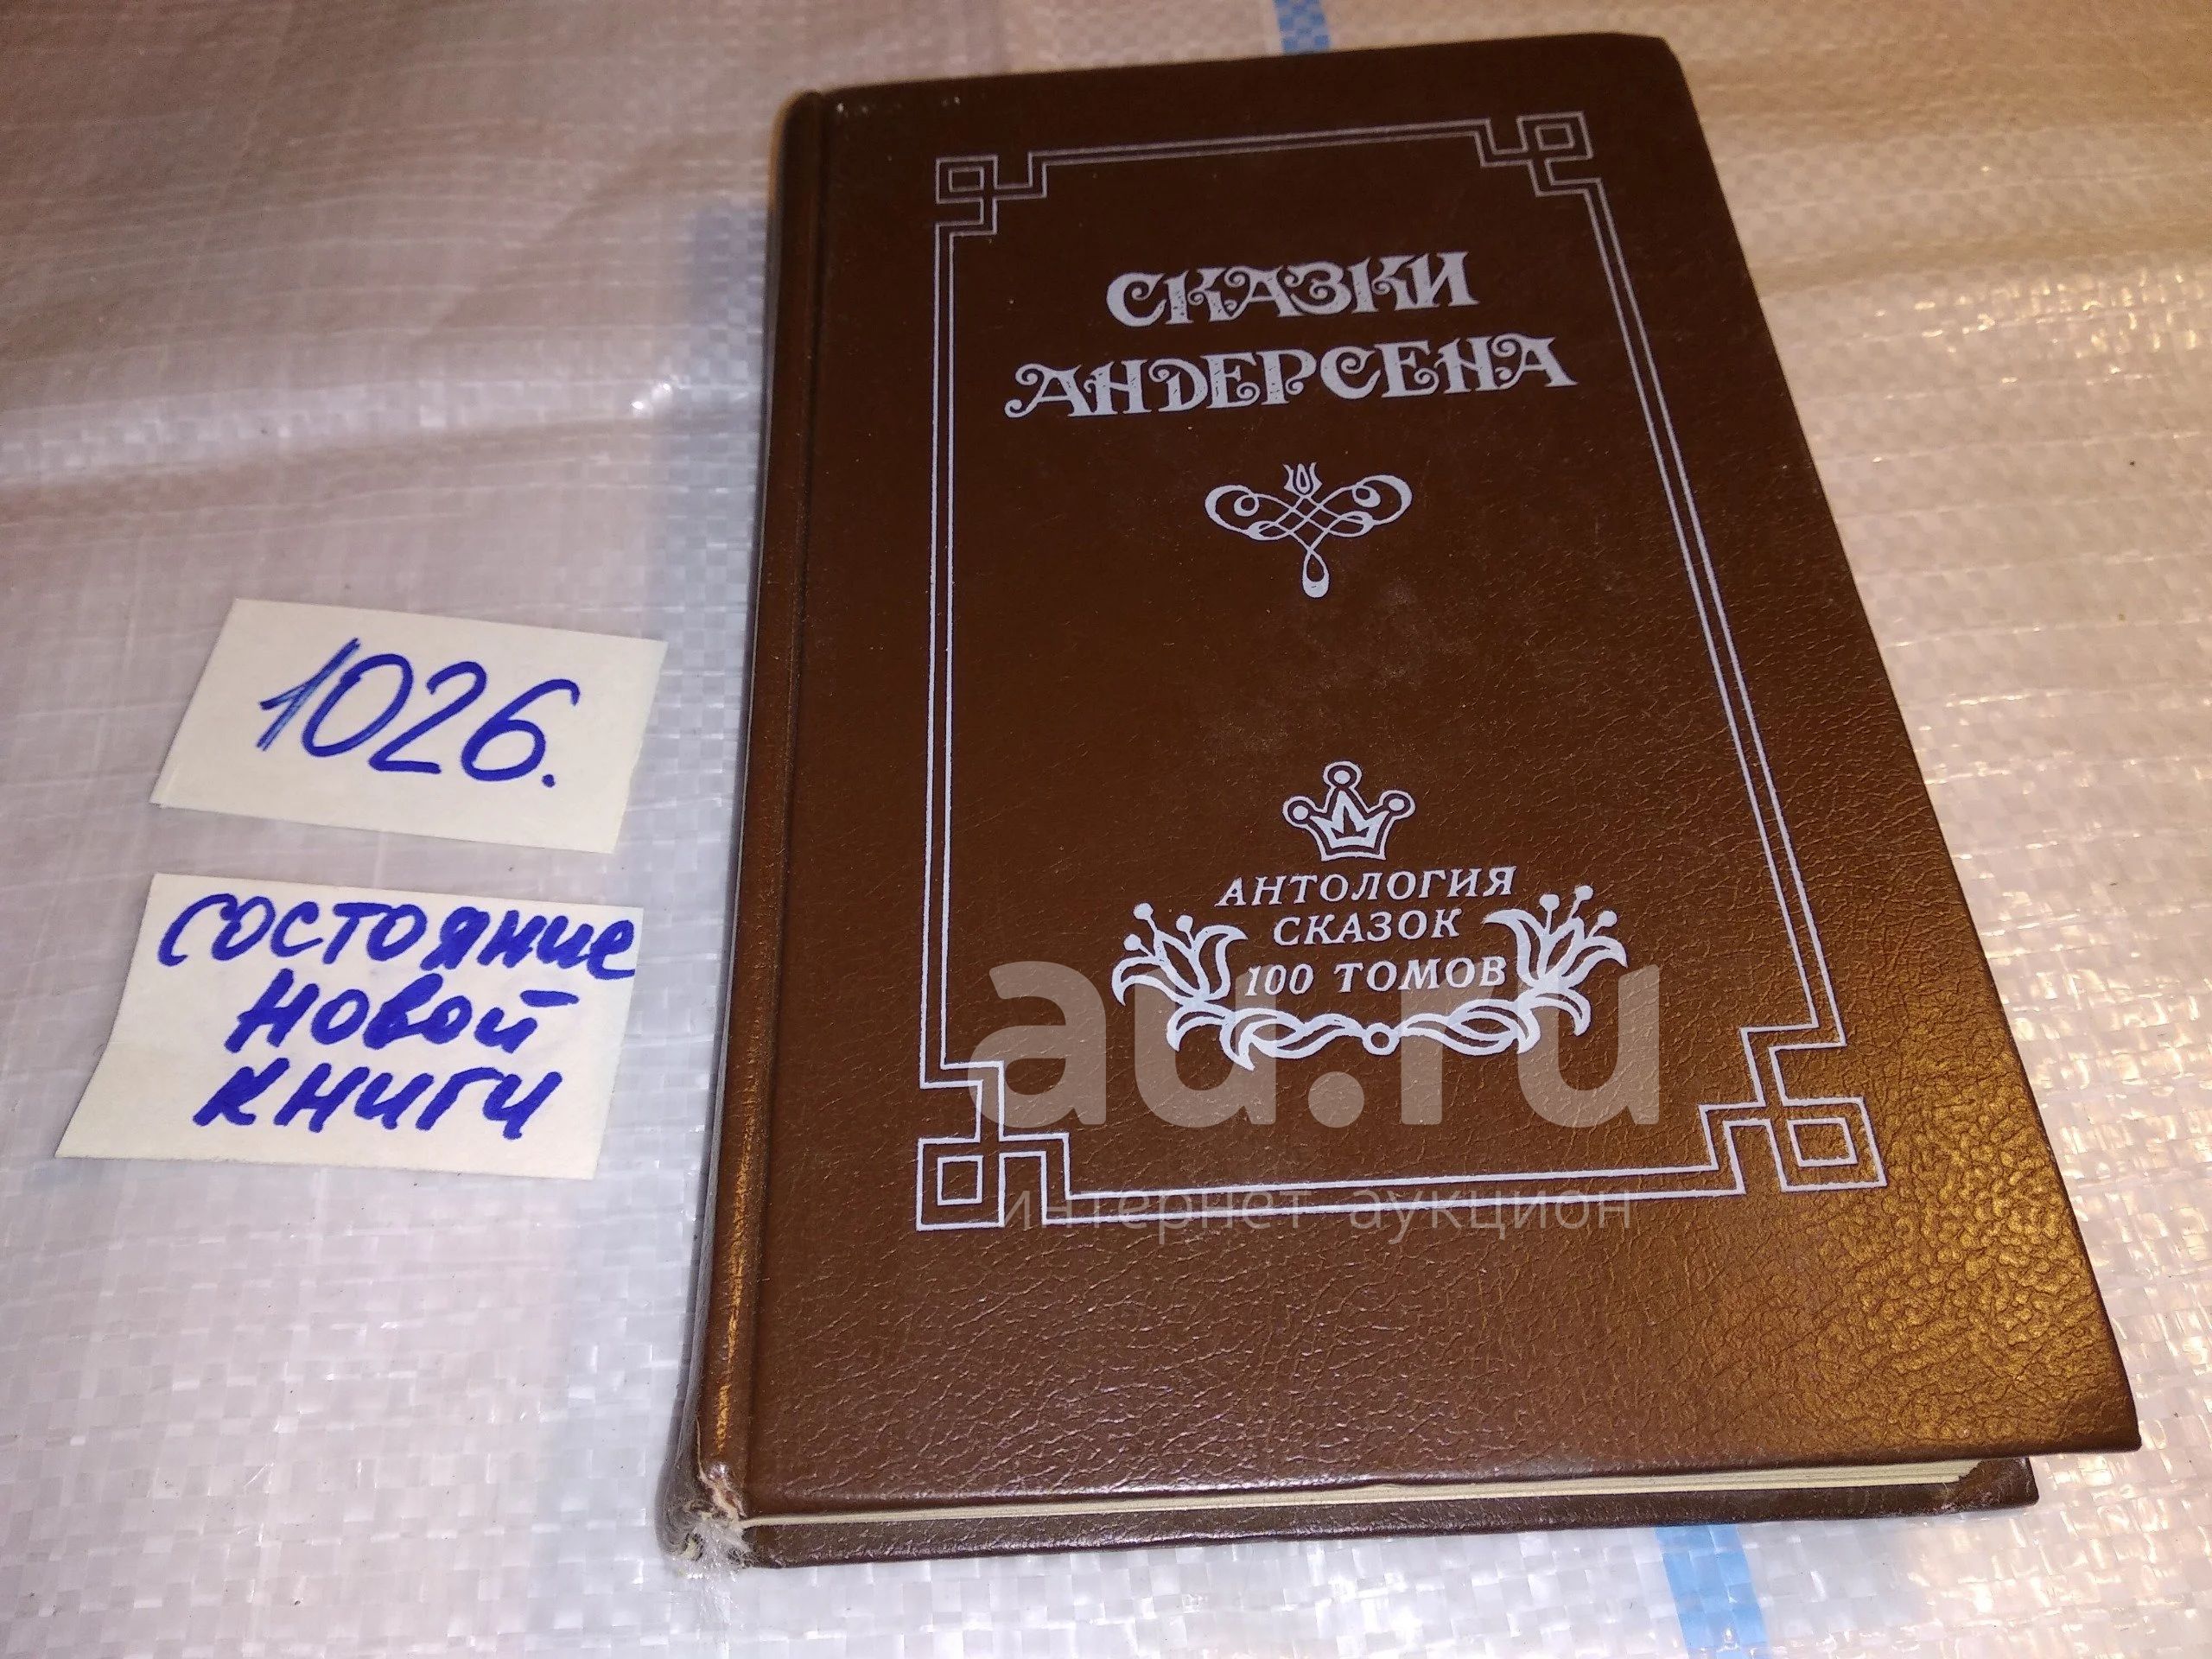 СКАЗКИ
АНДЕРСЕНА
1026.
состояние
новой
книги
АНТОЛОГИЯ
СКАЗОК
100 ТОМОВ
au.ru
интернет аукцион